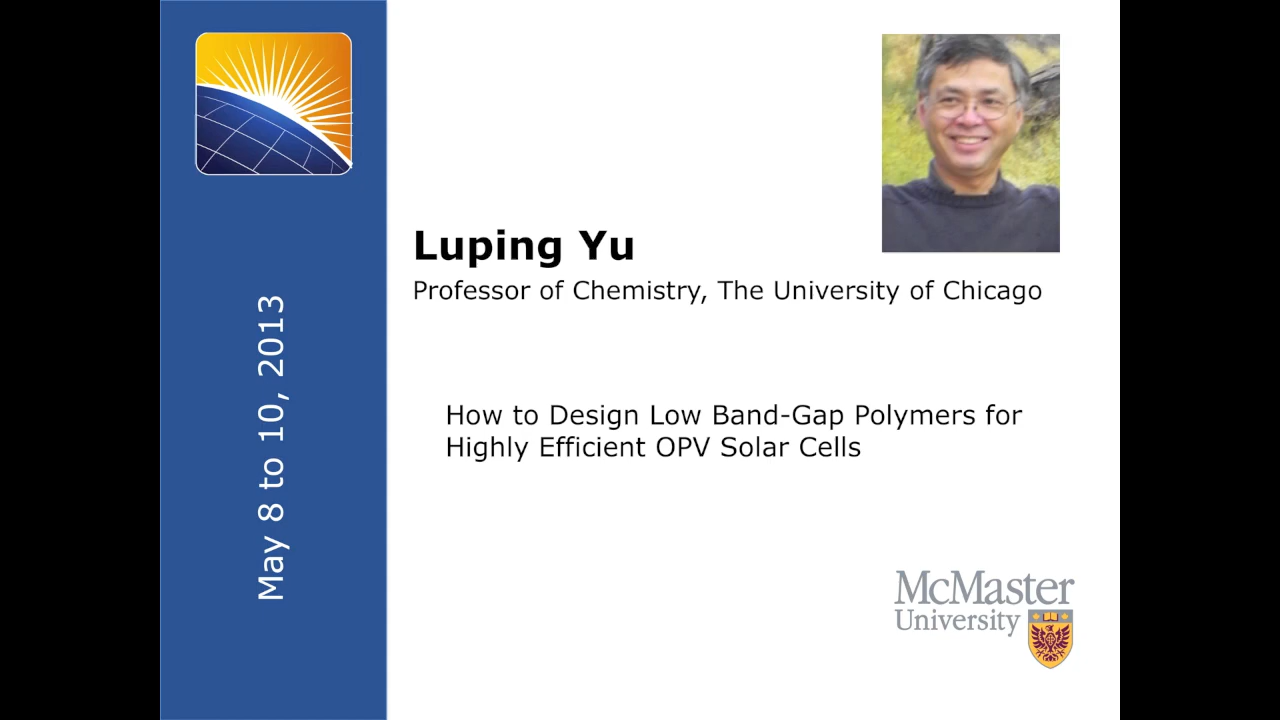 May 8 to 10, 2013
Luping Yu
Professor of Chemistry, The University of Chicago
How to Design Low Band-Gap Polymers for
Highly Efficient OPV Solar Cells
McMaster
University